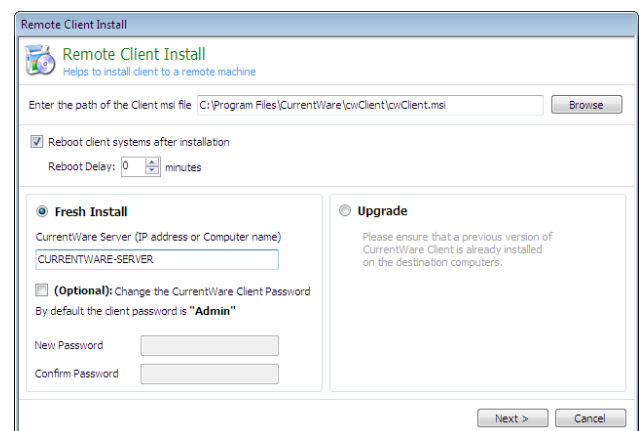 Remote Client Install
Remote Client Install
Helps to install client to a remote machine
Enter the path of the Client msi file C:\Program Files\CurrentWare\cwClient\cwClient.msi Browse
Reboot client systems after installation
Reboot Delay: 0 minutes
Fresh Install
CurrentWare Server (IP address or Computer name)
CURRENTWARE-SERVER
(Optional): Change the CurrentWare Client Password
By default the client password is "Admin"
New Password
Confirm Password
Upgrade
Please ensure that a previous version of
CurrentWare Client is already installed
on the destination computers.
Next > Cancel